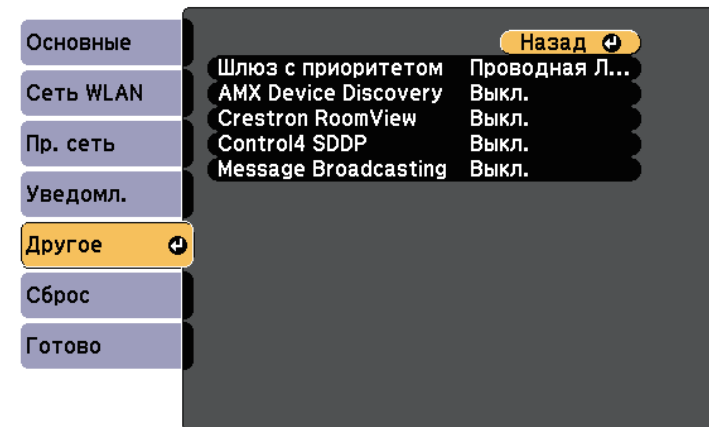 Основные
Сеть WLAN
Пр. сеть
Уведомл.
Другое
Сброс
Готово
Назад
Шлюз с приоритетом Проводная Л...
AMX Device Discovery Выкл.
Crestron RoomView Выкл.
Control4 SDDP Выкл.
Message Broadcasting Выкл.